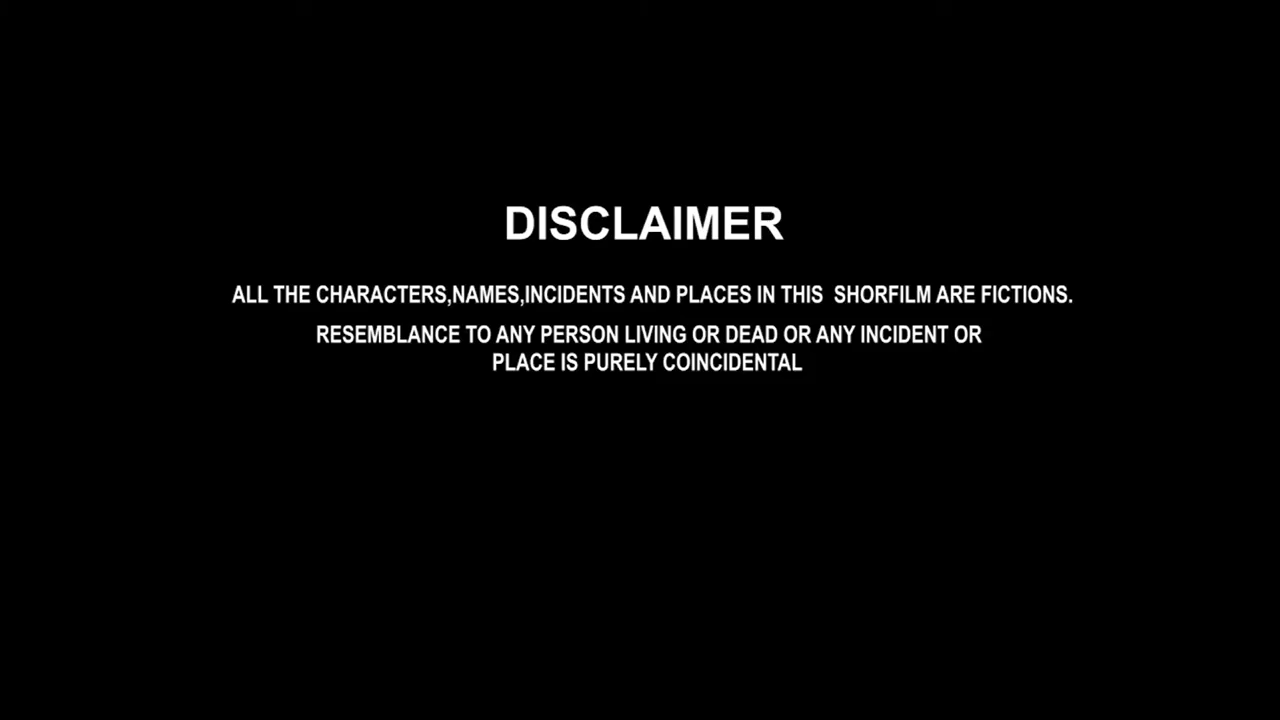 DISCLAIMER
ALL THE CHARACTERS,NAMES,INCIDENTS AND PLACES IN THIS  SHORFILM ARE FICTIONS.
RESEMBLANCE TO ANY PERSON LIVING OR DEAD OR ANY INCIDENT OR
PLACE IS PURELY COINCIDENTAL